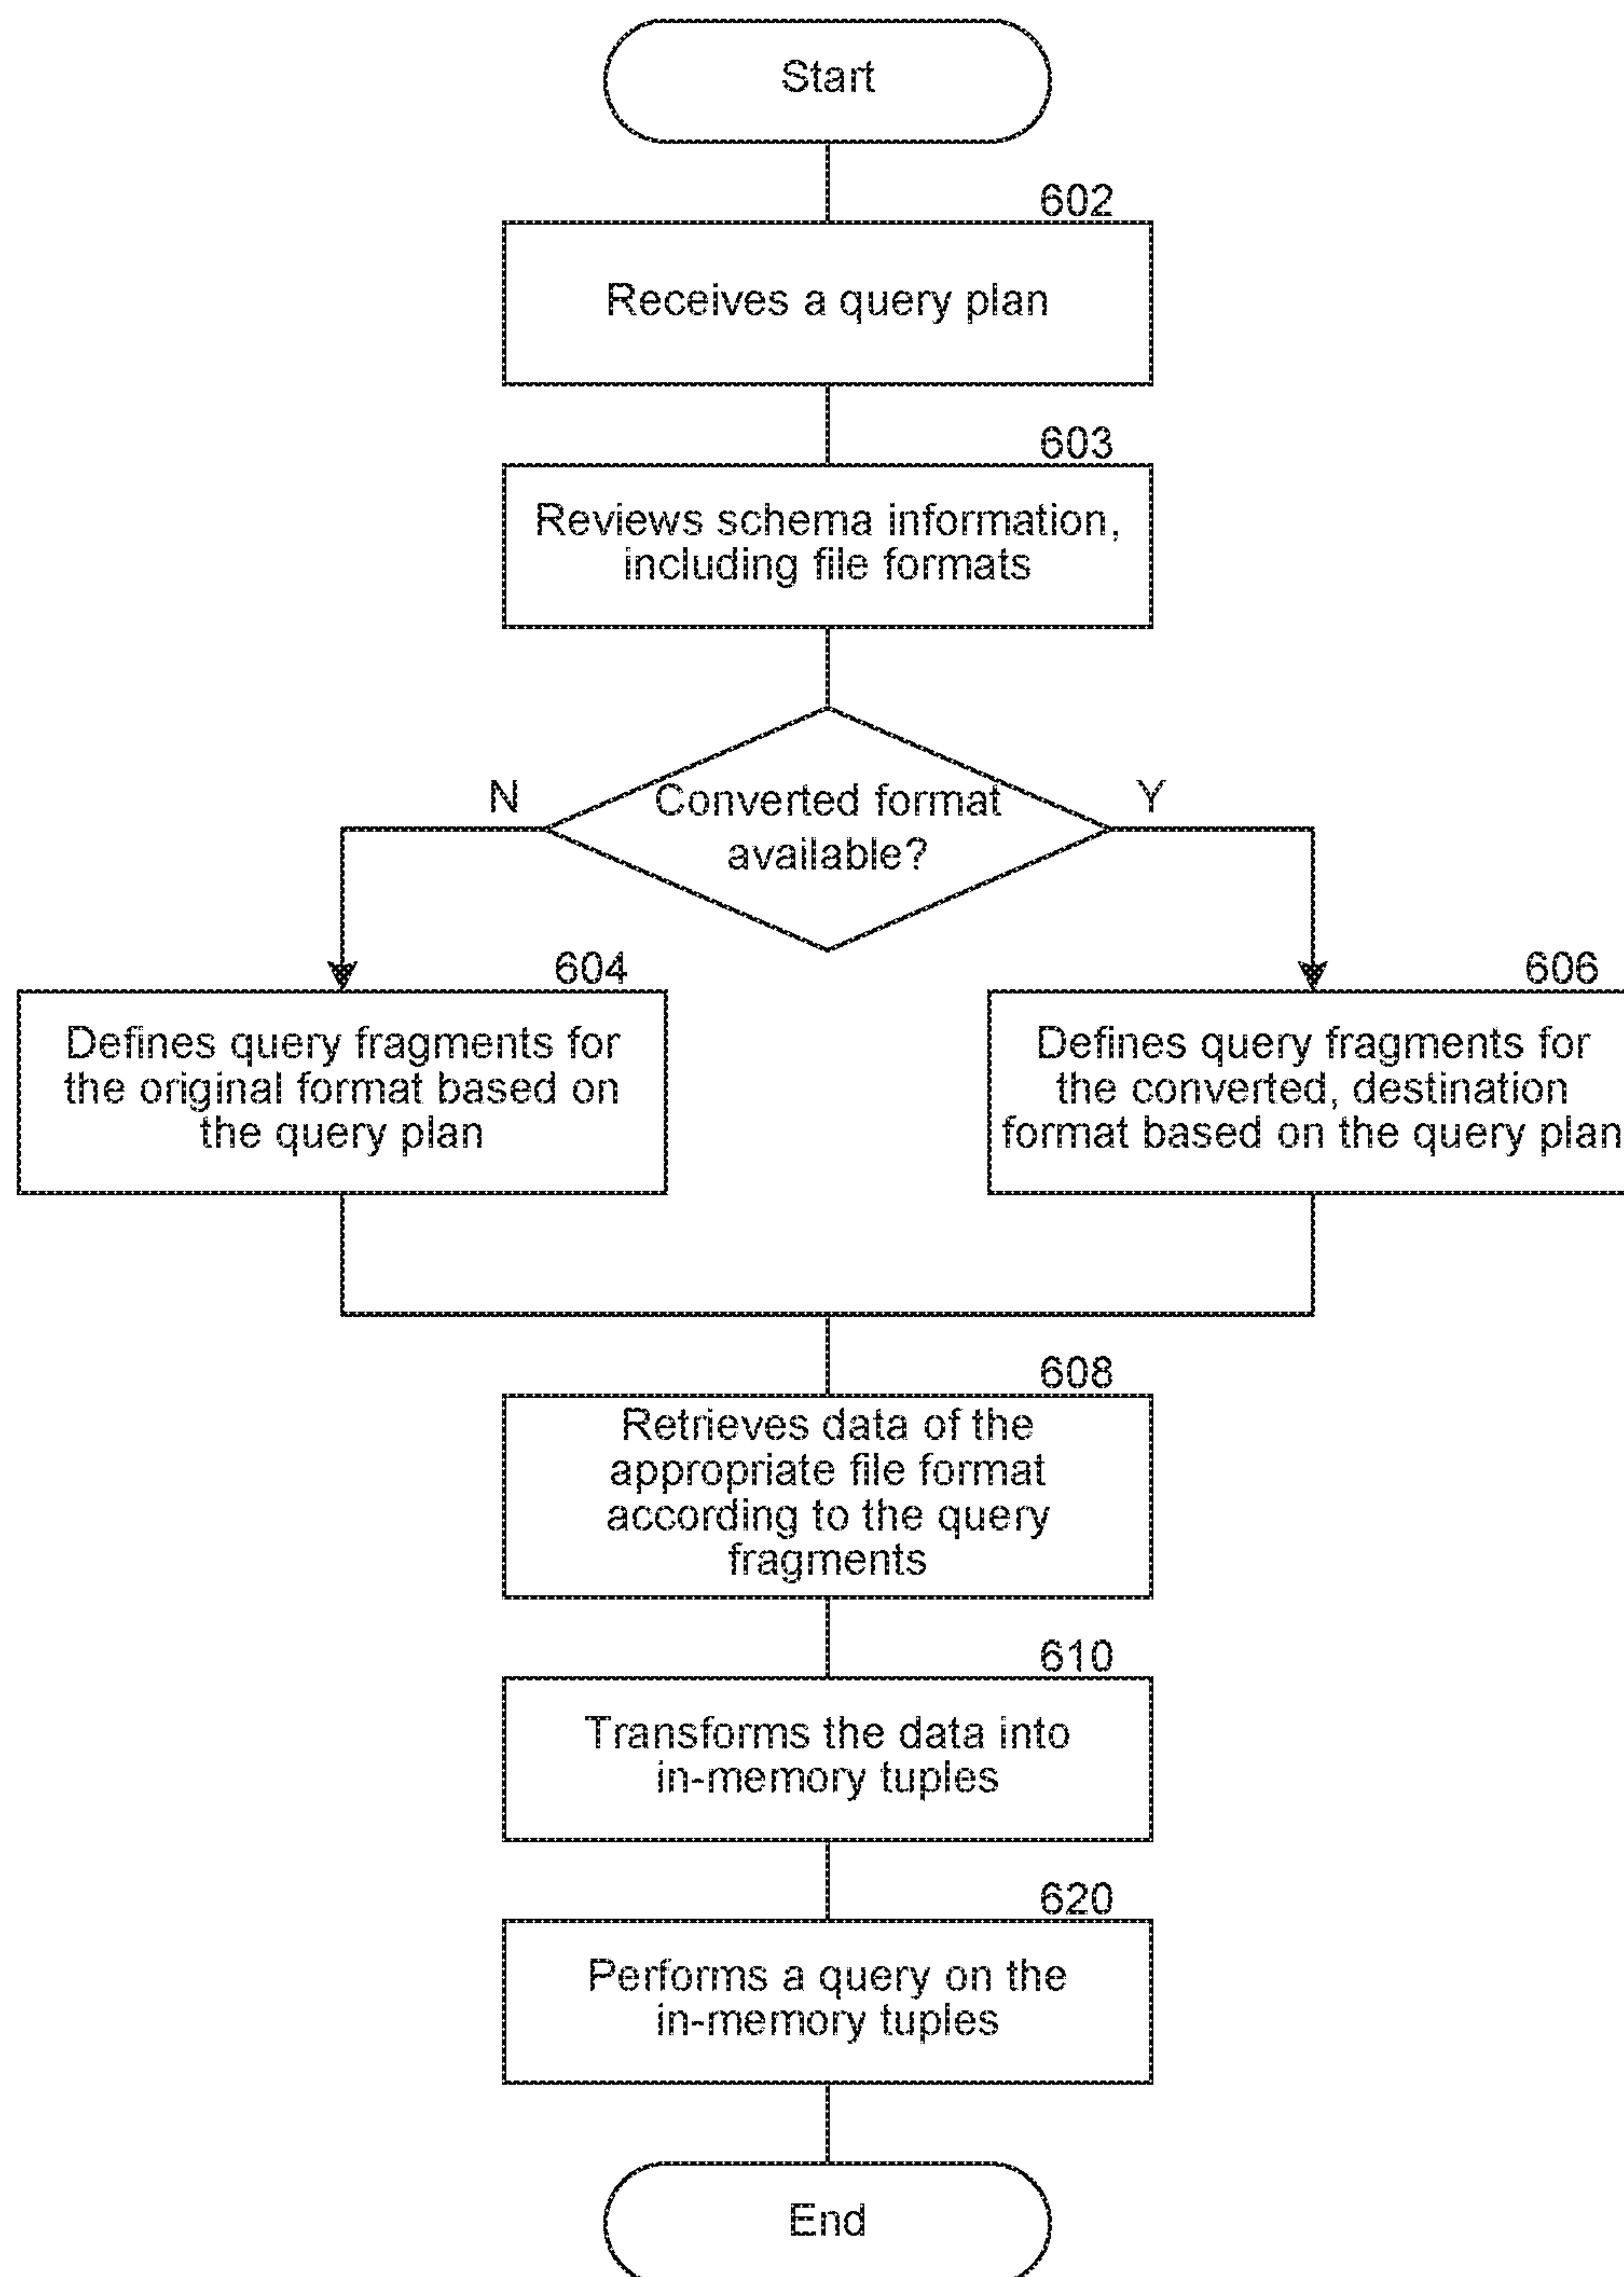 Start
602
Receives a query plan
603
Reviews schema information,
including file formats
N
Converted format
available?
Y
604
Defines query fragments for
the original format based on
the query plan
606
Defines query fragments for
the converted, destination
format based on the query plan
608
Retrieves data of the
appropriate file format
according to the query
fragments
610
Transforms the data into
in-memory tuples
620
Performs a query on the
in-memory tuples
End